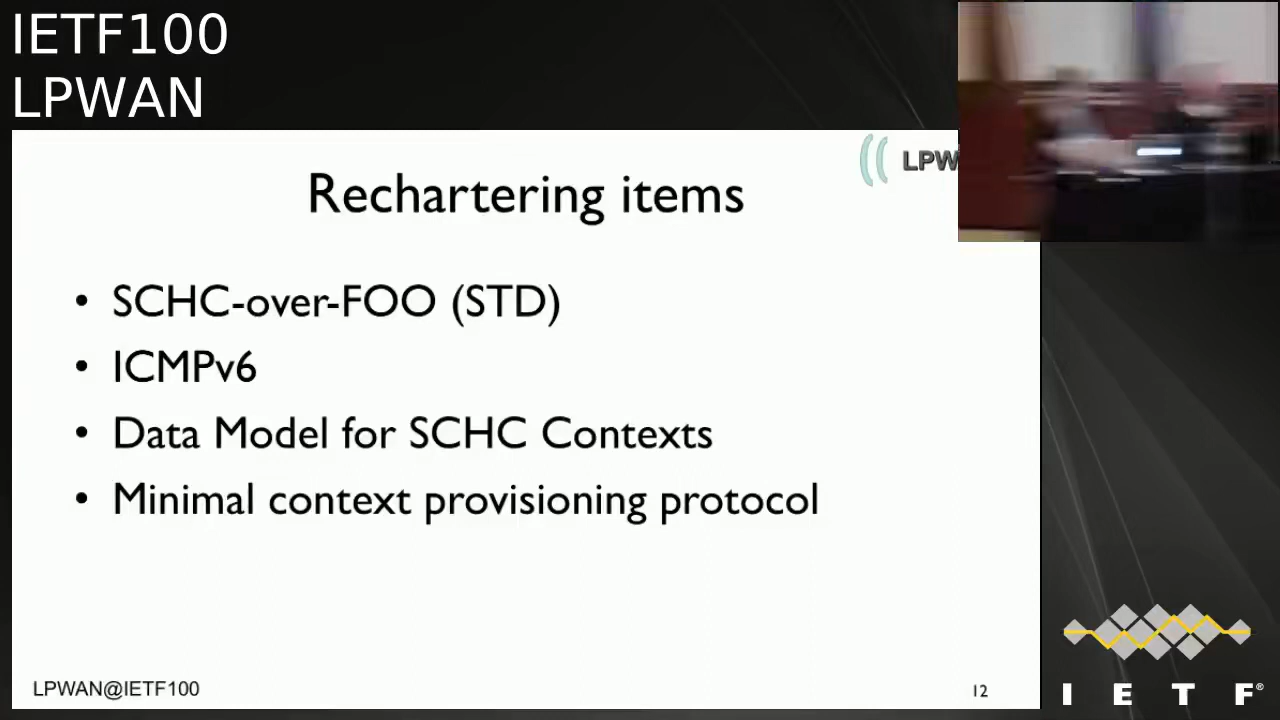 IETF100
LPWAN
LPW
Rechartering items
• SCHC-over-FOO (STD)
• ICMPv6
• Data Model for SCHC Contexts
• Minimal context provisioning protocol
LPWAN@IETF100
12
I E T F®